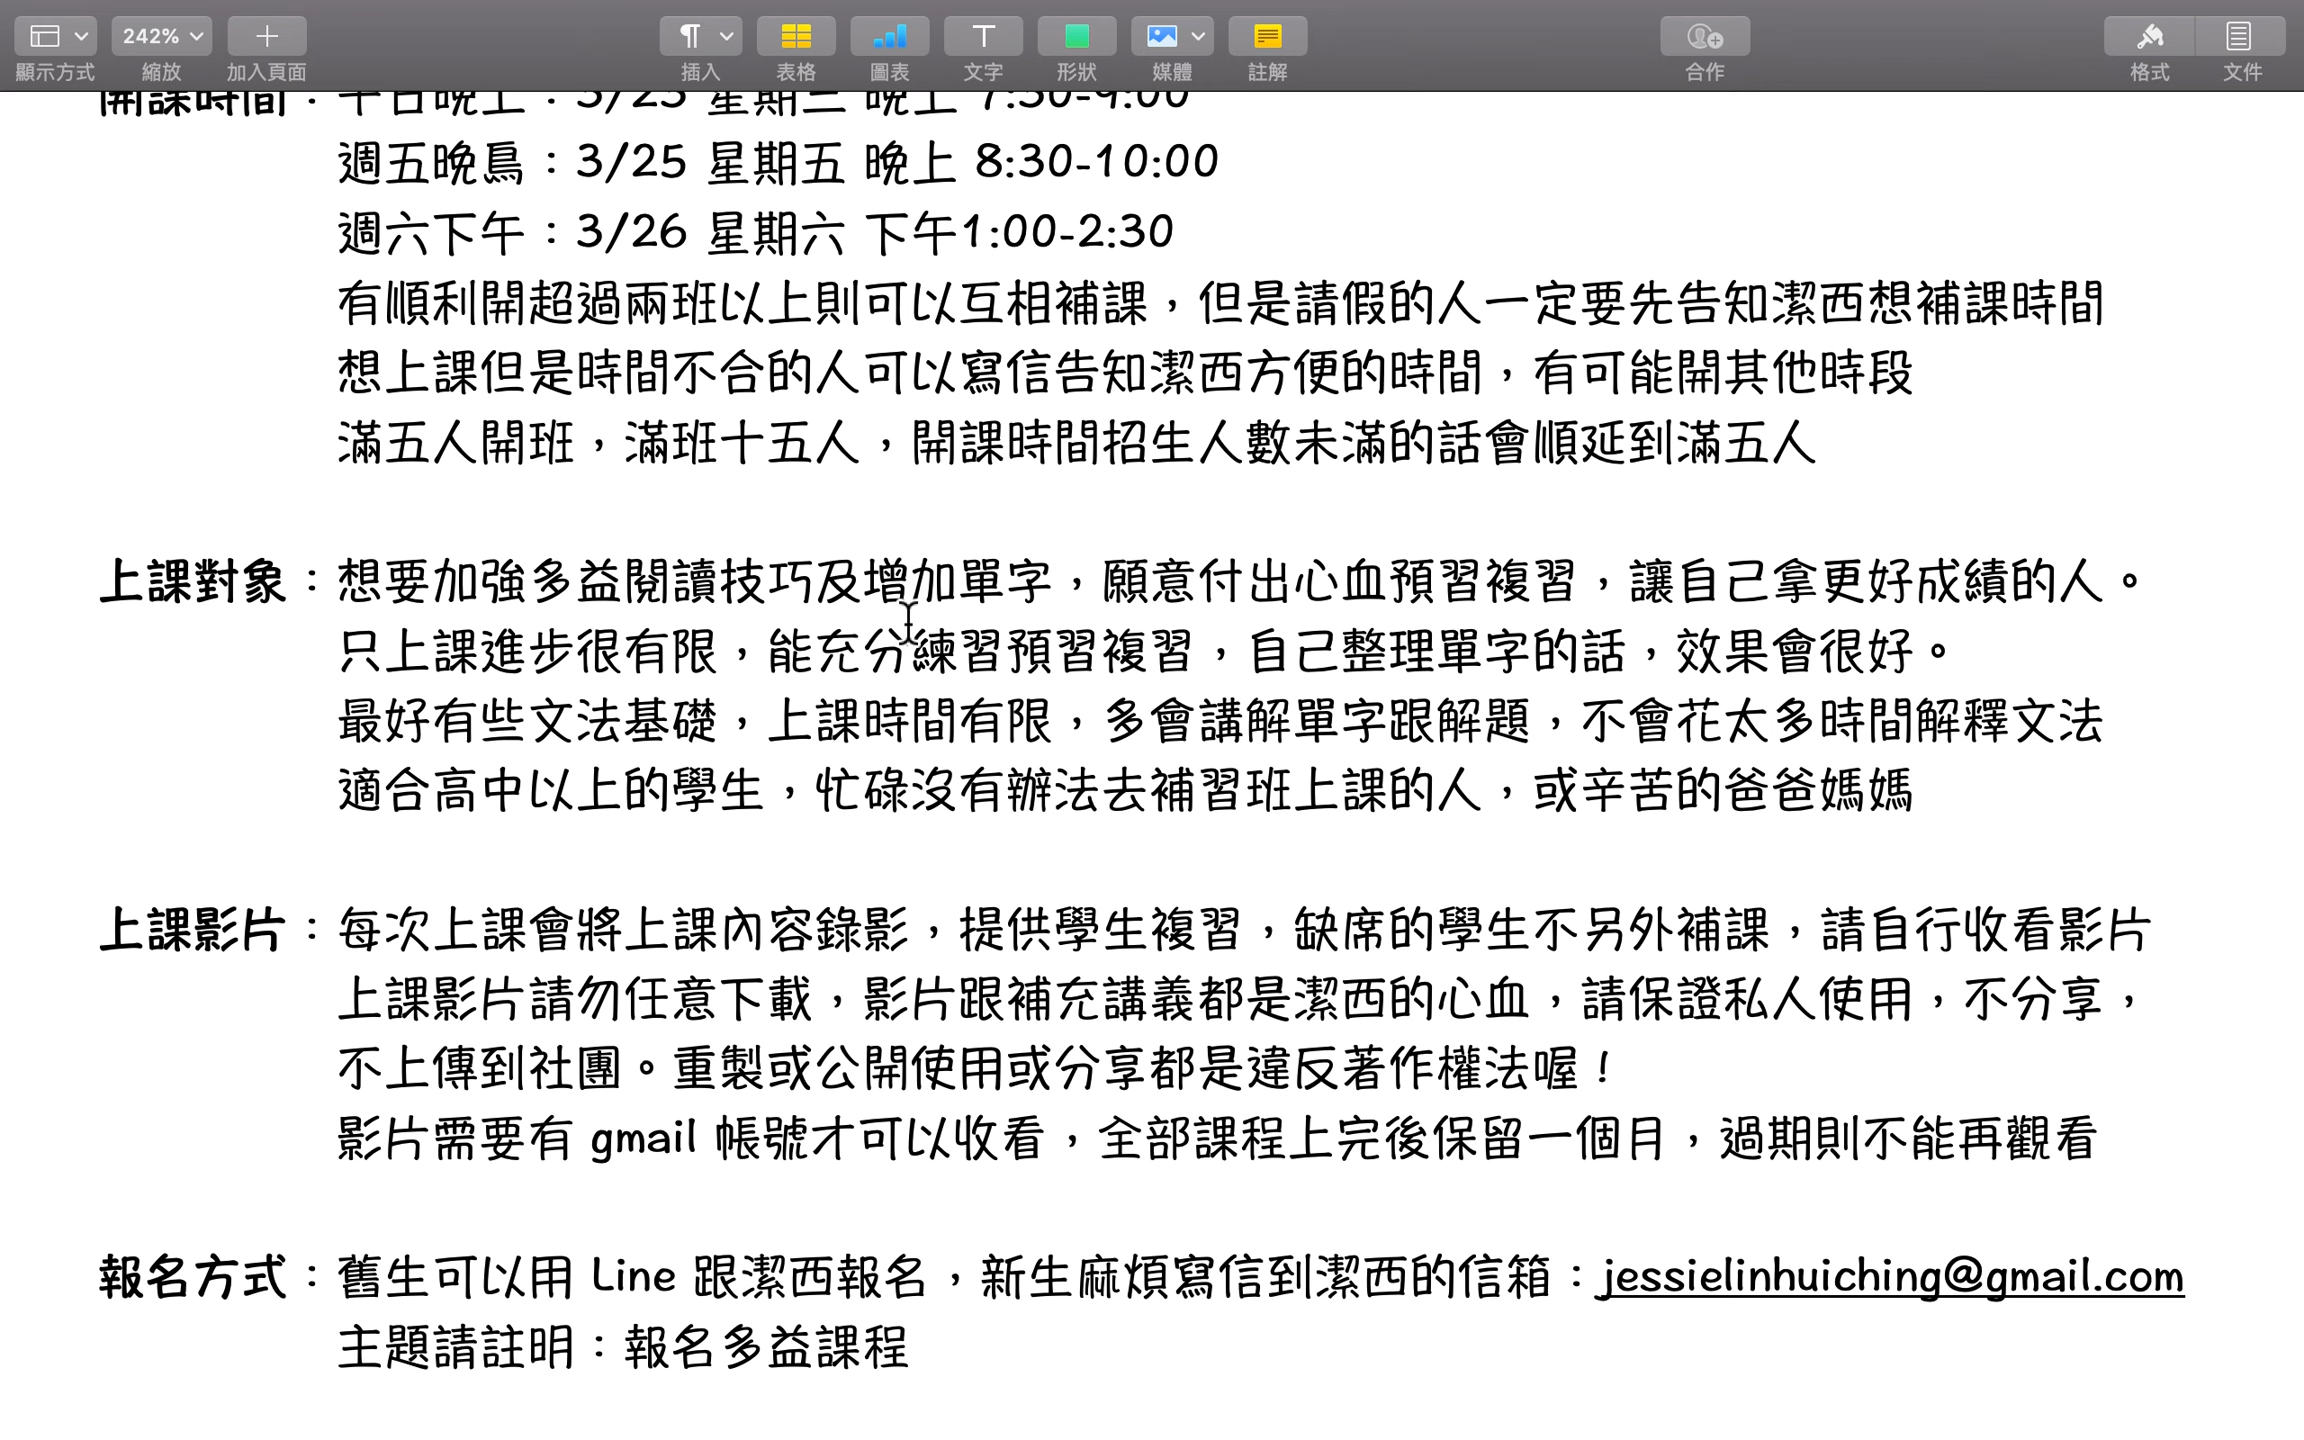 242%
顯示方式 縮放 加入頁面 插入 表格 圖表 文字 形狀 媒體 註解 合作 格式 文件
開課時間：平日晚上：3/23 星期三 晚上 7:30-9:00
週五晚鳥：3/25 星期五 晚上 8:30-10:00
週六下午：3/26 星期六 下午1:00-2:30
有順利開超過兩班以上則可以互相補課，但是請假的人一定要先告知潔西想補課時間
想上課但是時間不合的人可以寫信告知潔西方便的時間，有可能開其他時段
滿五人開班，滿班十五人，開課時間招生人數未滿的話會順延到滿五人
上課對象：想要加強多益閱讀技巧及增加單字，願意付出心血預習複習，讓自己拿更好成績的人。
只上課進步很有限，能充分練習預習複習，自己整理單字的話，效果會很好。
最好有些文法基礎，上課時間有限，多會講解單字跟解題，不會花太多時間解釋文法
適合高中以上的學生，忙碌沒有辦法去補習班上課的人，或辛苦的爸爸媽媽
上課影片：每次上課會將上課內容錄影，提供學生複習，缺席的學生不另外補課，請自行收看影片
上課影片請勿任意下載，影片跟補充講義都是潔西的心血，請保證私人使用，不分享，
不上傳到社團。重製或公開使用或分享都是違反著作權法喔！
影片需要有 gmail 帳號才可以收看，全部課程上完後保留一個月，過期則不能再觀看
報名方式：舊生可以用 Line 跟潔西報名，新生麻煩寫信到潔西的信箱：jessielinhuiching@gmail.com
主題請註明：報名多益課程